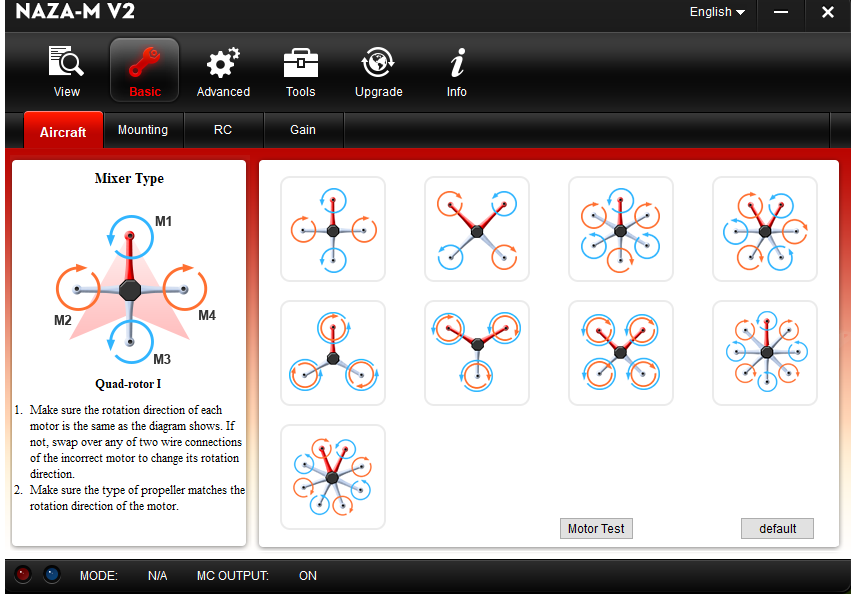 NAZA-M V2
English
View
Basic
Advanced
Tools
Upgrade
Info
Aircraft
Mounting
RC
Gain
Mixer Type
M1
M2
M4
M3
Quad-rotor I
1. Make sure the rotation direction of each
motor is the same as the diagram shows. If
not, swap over any of two wire connections
of the incorrect motor to change its rotation
direction.
2. Make sure the type of propeller matches the
rotation direction of the motor.
Motor Test
default
MODE: N/A MC OUTPUT: ON